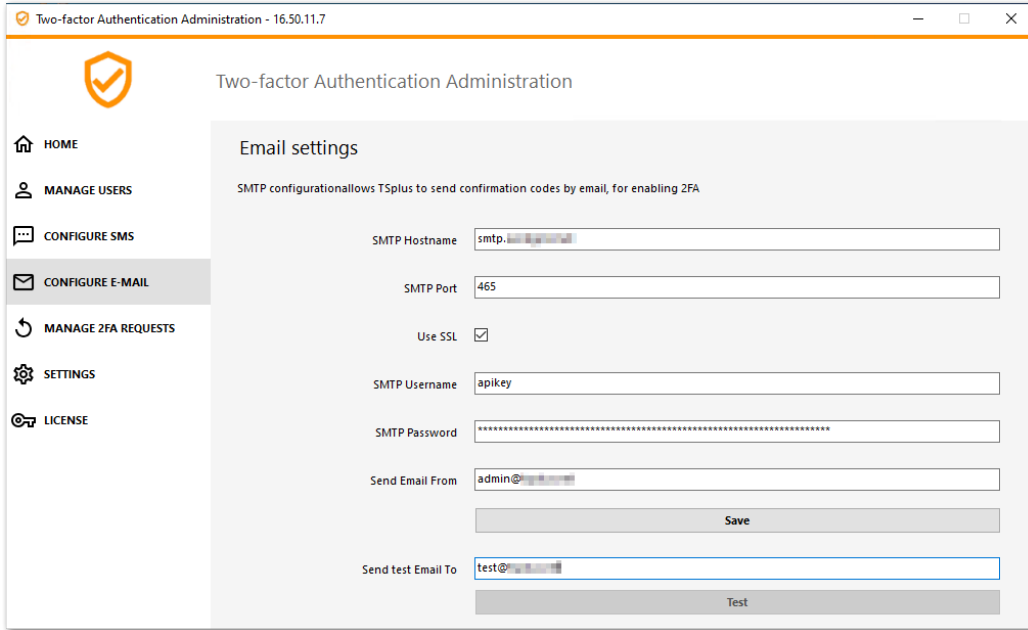 Two-factor Authentication Administration - 16.50.11.7
Two-factor Authentication Administration
HOME
MANAGE USERS
CONFIGURE SMS
CONFIGURE E-MAIL
MANAGE 2FA REQUESTS
SETTINGS
LICENSE
Email settings
SMTP configurationallows TSplus to send confirmation codes by email, for enabling 2FA
SMTP Hostname smtp.
SMTP Port 465
Use SSL
SMTP Username apikey
SMTP Password *********************************************************************
Send Email From admin@
Save
Send test Email To test@
Test